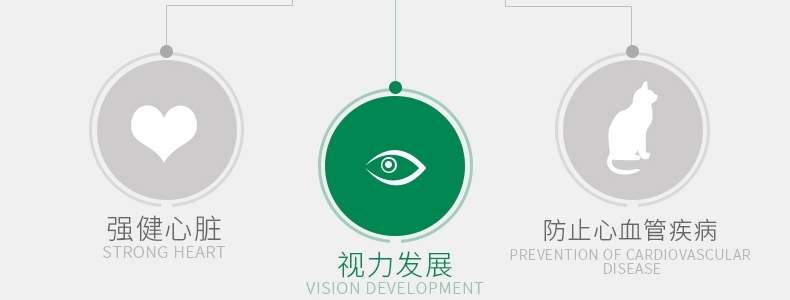 强健心脏
STRONG HEART
视力发展
VISION DEVELOPMENT
防止心血管疾病
PREVENTION OF CARDIOVASCULAR
DISEASE